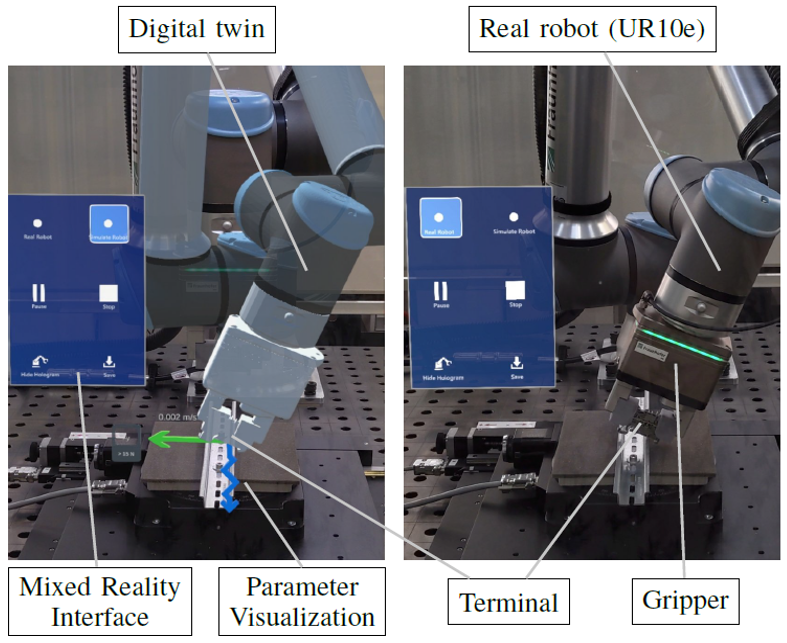 Digital twin
Real robot (UR10e)
Real Robot
Simulate Robot
Pause
Stop
Hide Hologram
Save
0.002 m/s
Real Robot
Simulate Robot
Pause
Stop
Hide Hologram
Save
Mixed Reality
Interface
Parameter
Visualization
Terminal
Gripper